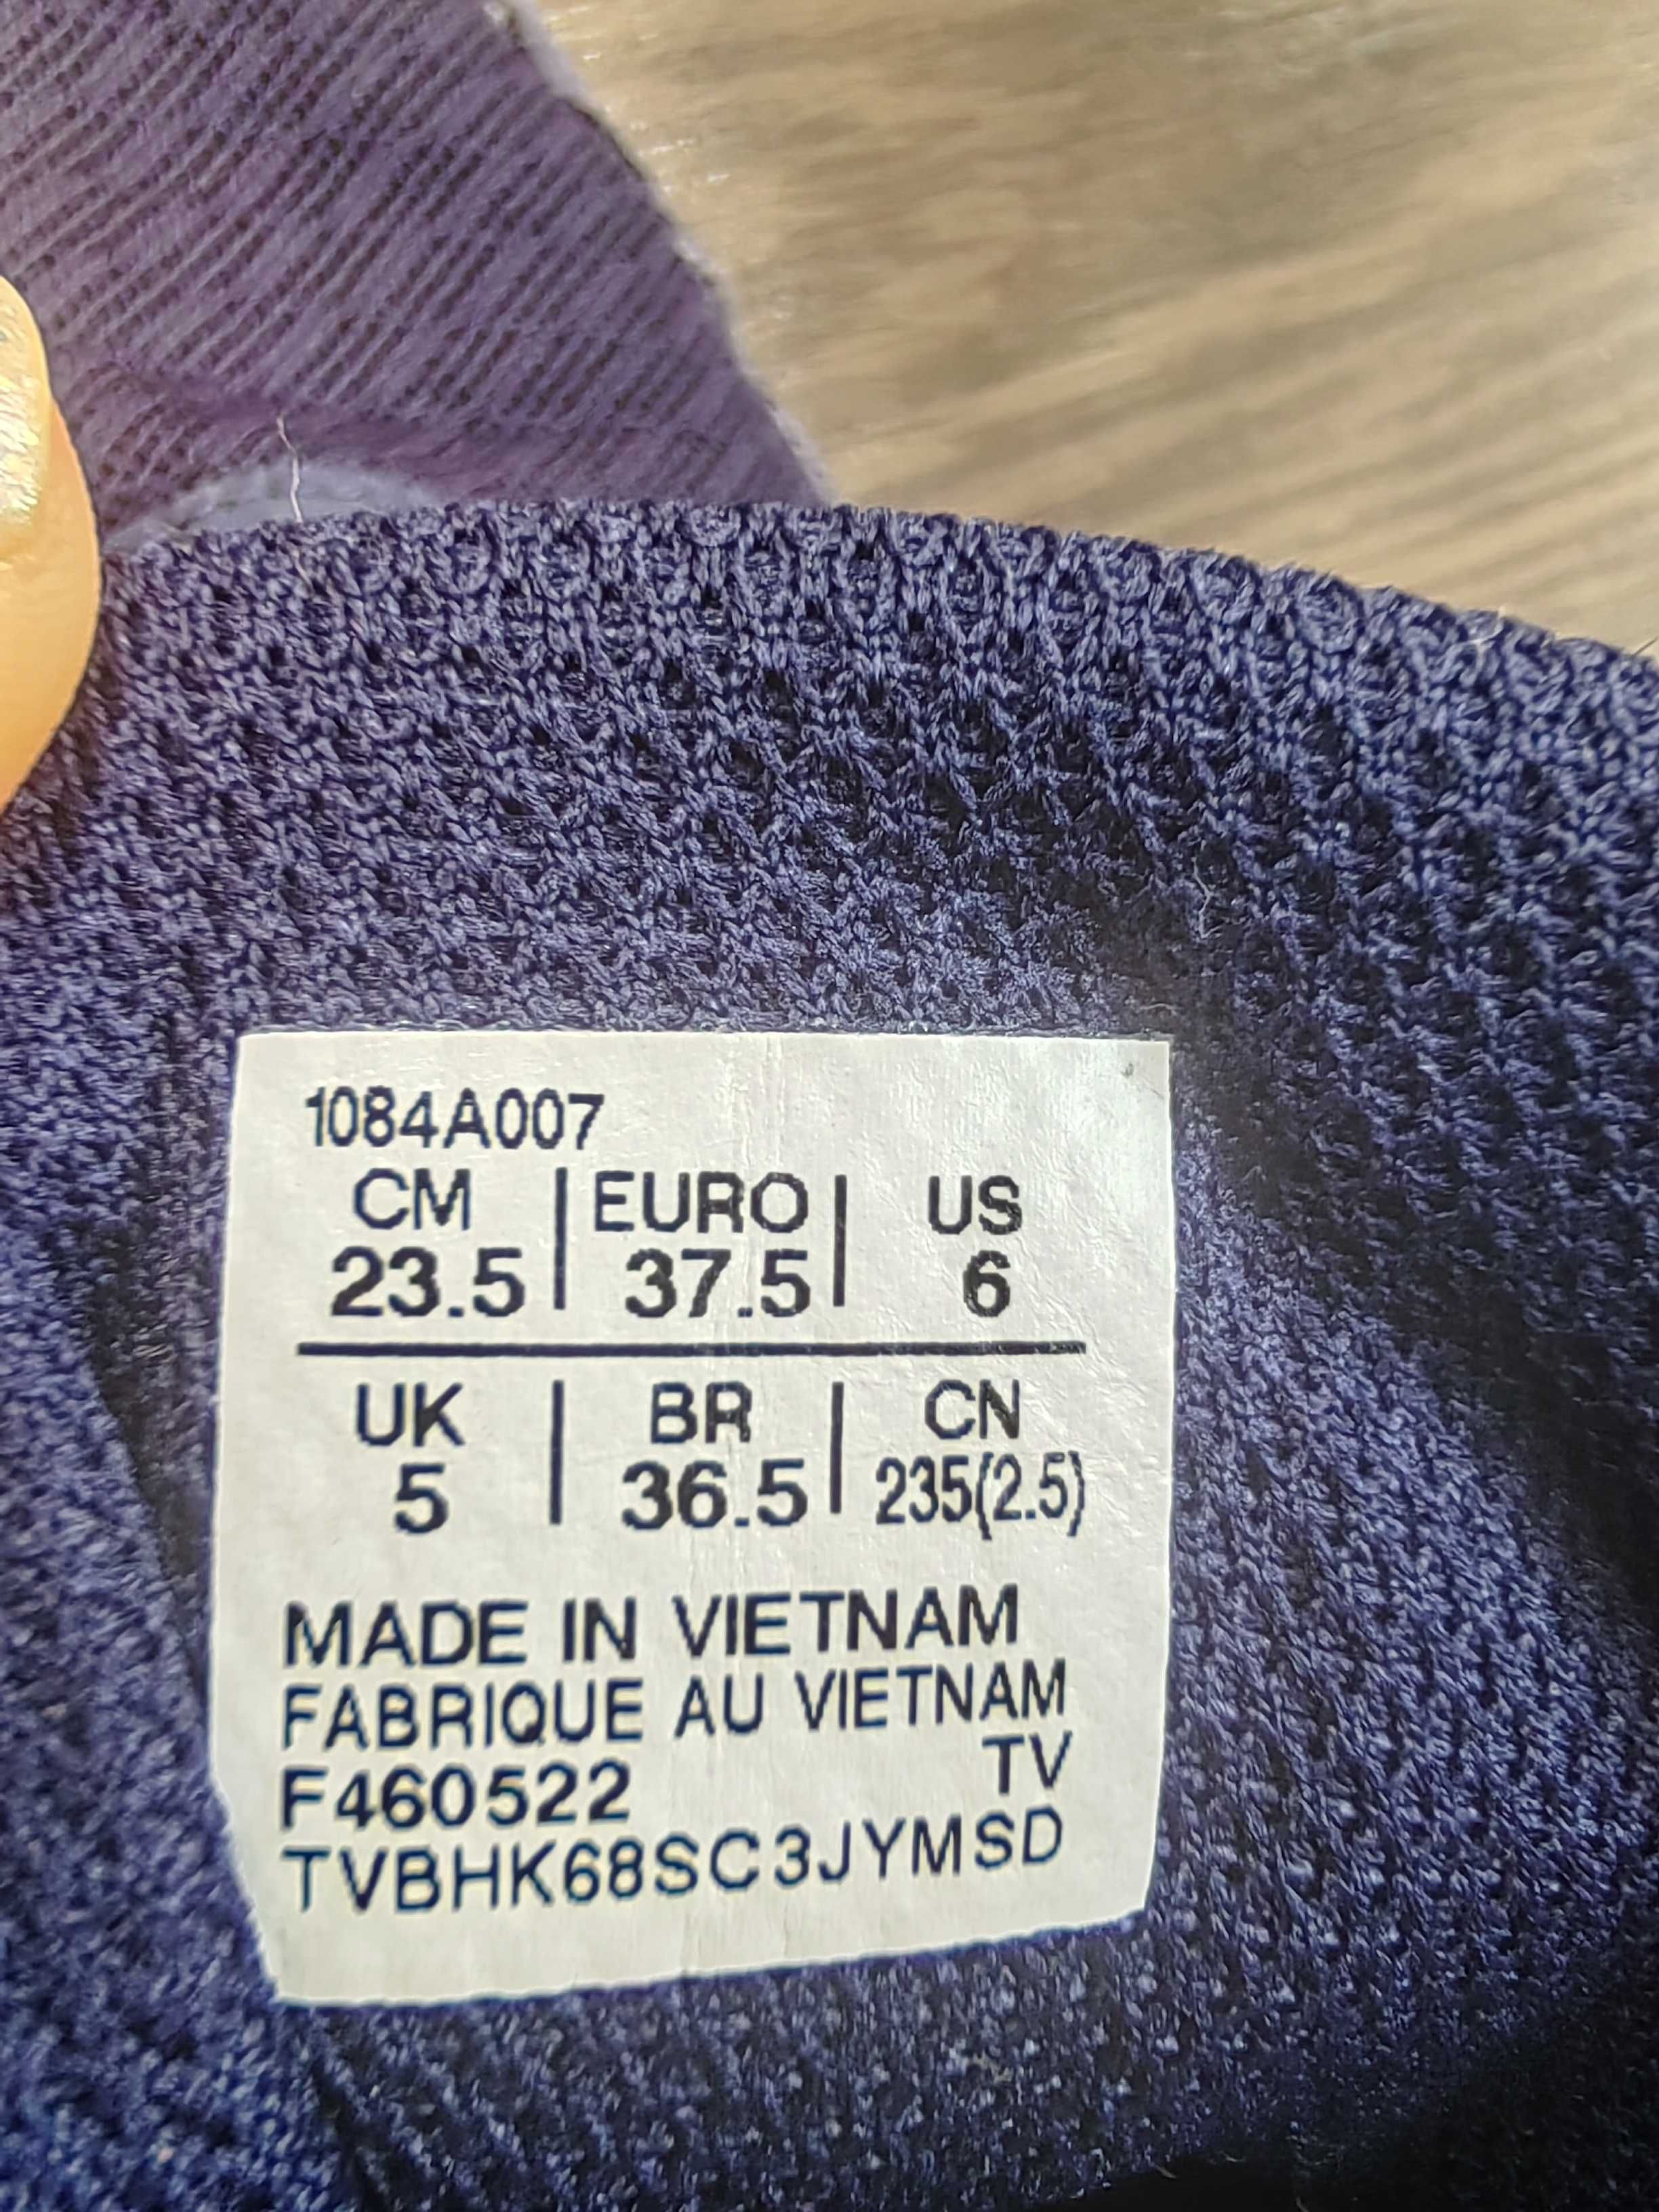 1084A007
CM | EURO | US
23.5 | 37.5 | 6
UK | BR | CN
5 | 36.5 | 235(2.5)
MADE IN VIETNAM
FABRIQUE AU VIETNAM
F460522 TV
TVBHK68SC3JYMSD